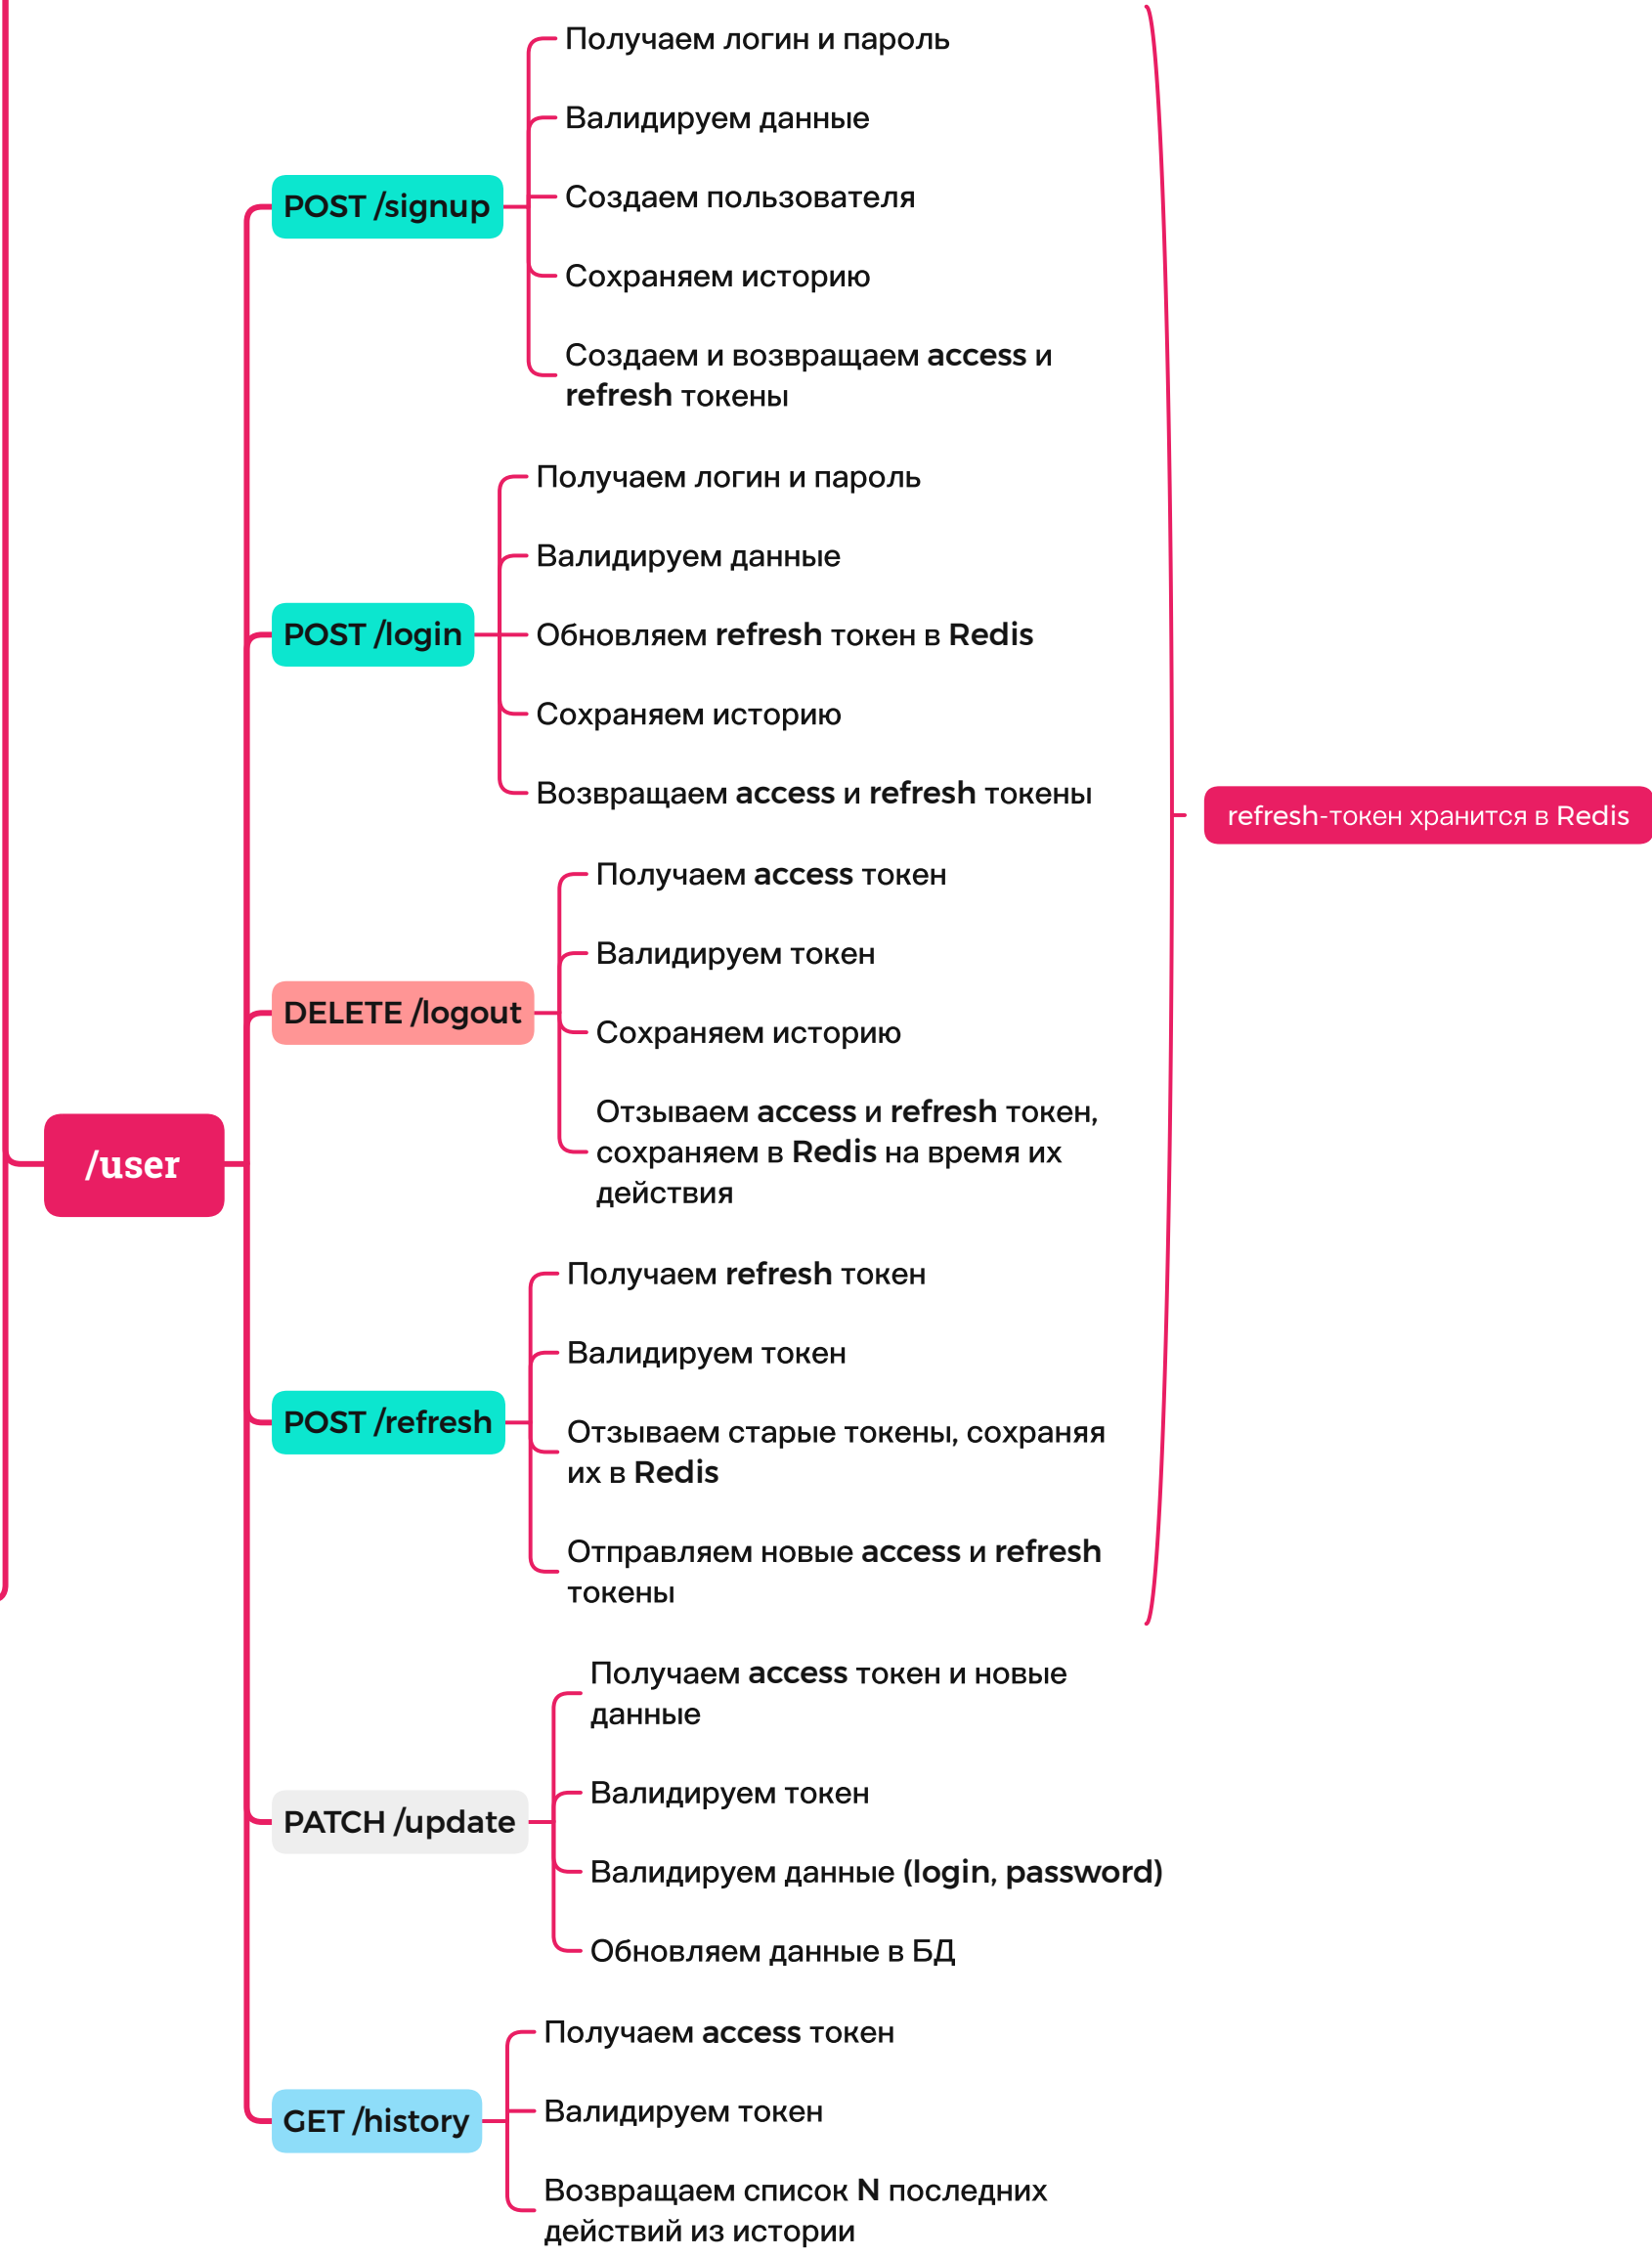 Получаем логин и пароль
Валидируем данные
POST /signup
Создаем пользователя
Сохраняем историю
Создаем и возвращаем access и
refresh токены
Получаем логин и пароль
Валидируем данные
POST /login
Обновляем refresh токен в Redis
Сохраняем историю
Возвращаем access и refresh токены
refresh-токен хранится в Redis
Получаем access токен
Валидируем токен
DELETE /logout
Сохраняем историю
Отзываем access и refresh токен,
сохраняем в Redis на время их
действия
/user
Получаем refresh токен
Валидируем токен
POST /refresh
Отзываем старые токены, сохраняя
их в Redis
Отправляем новые access и refresh
токены
Получаем access токен и новые
данные
Валидируем токен
PATCH /update
Валидируем данные (login, password)
Обновляем данные в БД
Получаем access токен
Валидируем токен
GET /history
Возвращаем список N последних
действий из истории